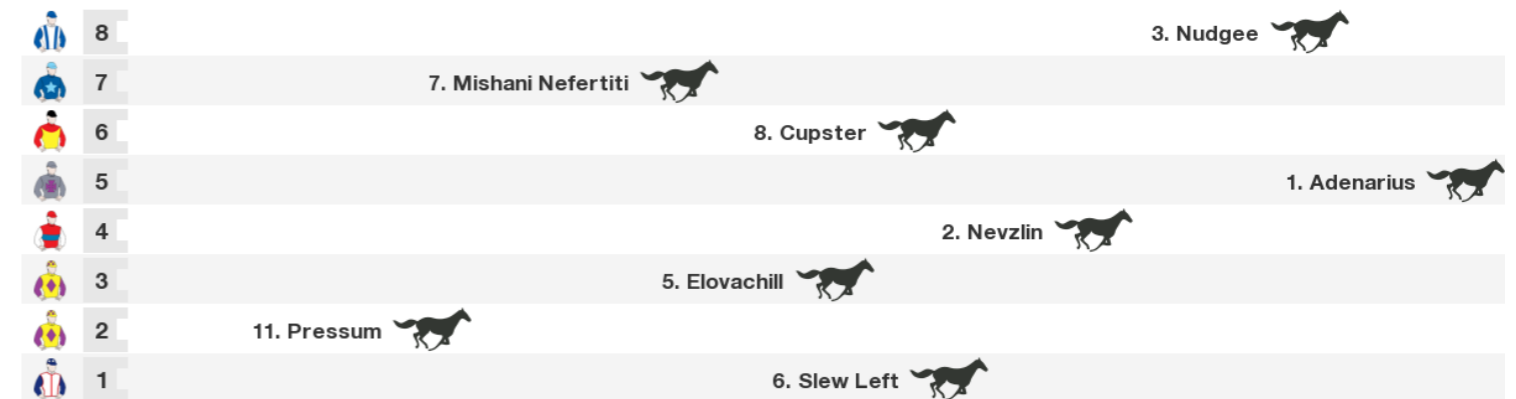 8 3. Nudgee
7 7. Mishani Nefertiti
6 8. Cupster
5 1. Adenarius
4 2. Nevzlin
3 5. Elovachill
2 11. Pressum
1 6. Slew Left